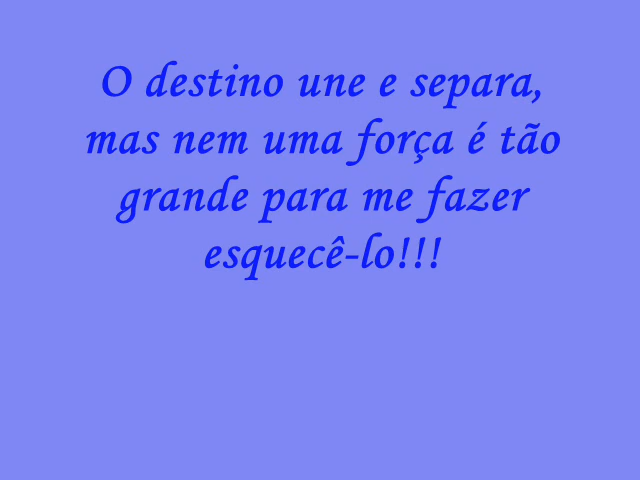 O destino une e separa,
mas nem uma força é tão
grande para me fazer
esquecê-lo!!!